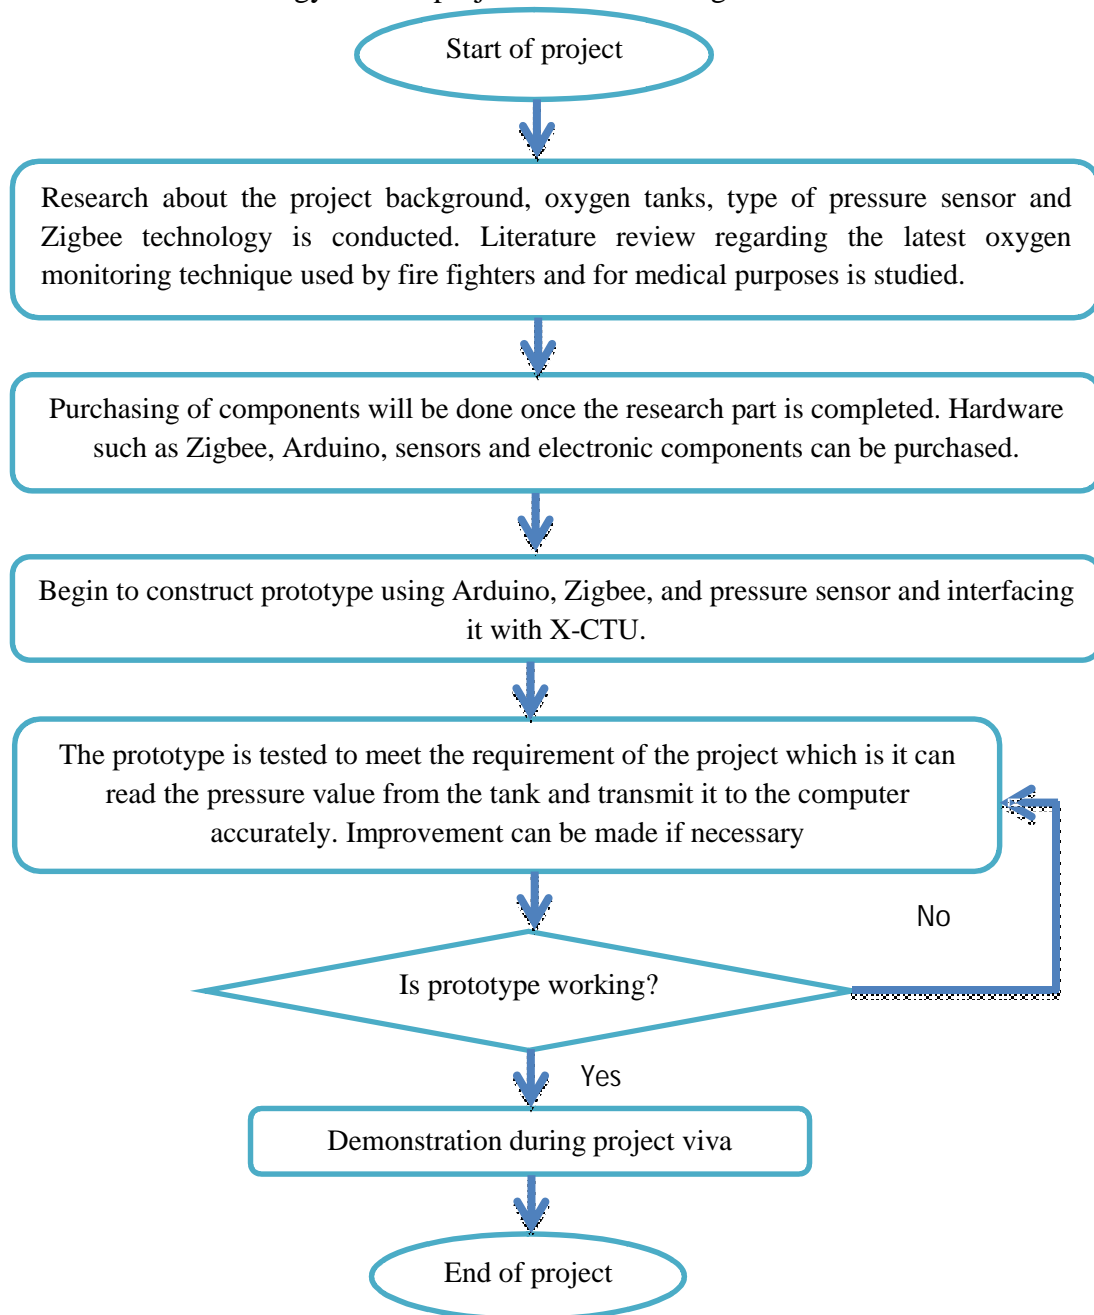 Start of project
Research about the project background, oxygen tanks, type of pressure sensor and
Zigbee technology is conducted. Literature review regarding the latest oxygen
monitoring technique used by fire fighters and for medical purposes is studied.
Purchasing of components will be done once the research part is completed. Hardware
such as Zigbee, Arduino, sensors and electronic components can be purchased.
Begin to construct prototype using Arduino, Zigbee, and pressure sensor and interfacing
it with X-CTU.
The prototype is tested to meet the requirement of the project which is it can
read the pressure value from the tank and transmit it to the computer
accurately. Improvement can be made if necessary
No
Is prototype working?
Yes
Demonstration during project viva
End of project